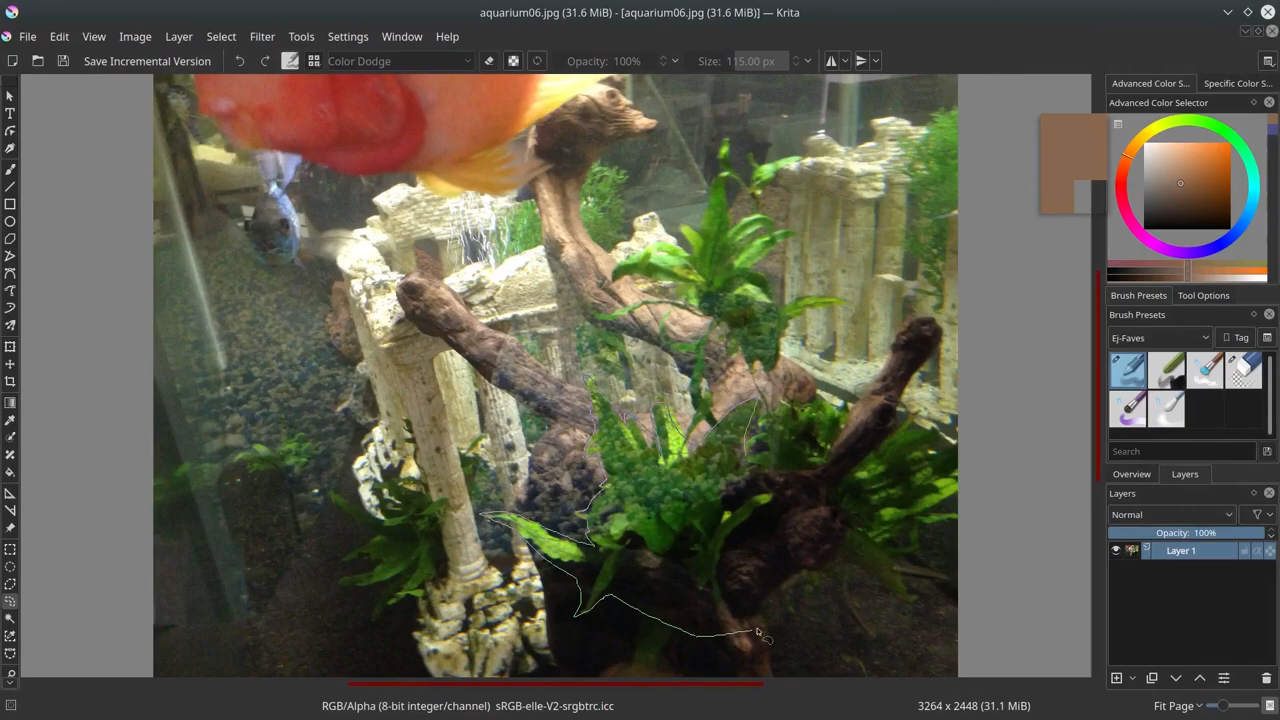 aquarium06.jpg (31.6 MiB) - [aquarium06.jpg (31.6 MiB)] — Krita
File Edit View Image Layer Select Filter Tools Settings Window Help
Save Incremental Version Color Dodge Opacity: 100% Size: 115.00 px
Advanced Color S... Specific Color S...
Advanced Color Selector
Brush Presets Tool Options
Brush Presets
Ej-Faves Tag
Search
Overview Layers
Layers
Normal
Opacity: 100%
Layer 1
RGB/Alpha (8-bit integer/channel) sRGB-elle-V2-srgbtrc.icc 3264 x 2448 (31.1 MiB) Fit Page